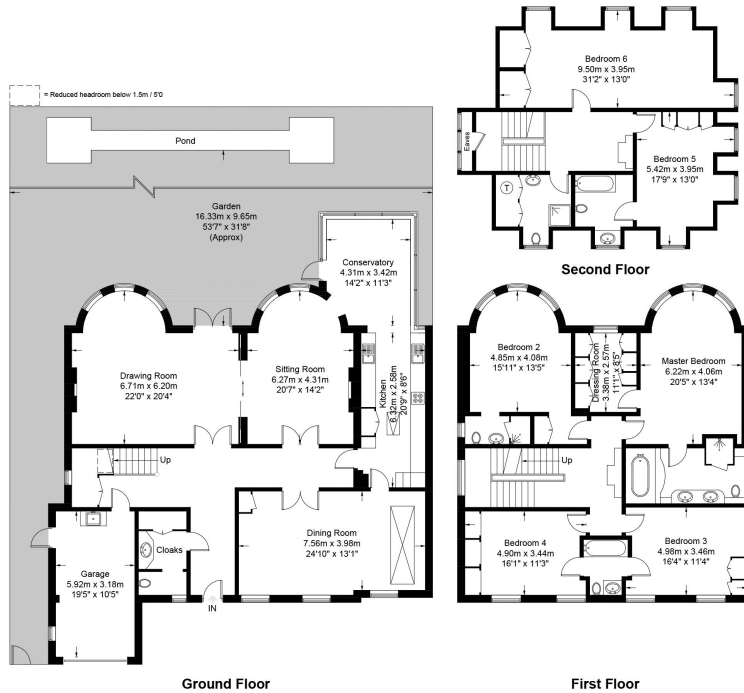 = Reduced headroom below 1.5m / 5'0
Pond
Garden
16.33m x 9.65m
53'7" x 31'8"
(Approx)
Conservatory
4.31m x 3.42m
14'2" x 11'3"
Drawing Room
6.71m x 6.20m
22'0" x 20'4"
Sitting Room
6.27m x 4.31m
20'7" x 14'2"
Kitchen
6.32m x 2.58m
20'9" x 8'6"
Up
Dining Room
7.56m x 3.98m
24'10" x 13'1"
Cloaks
Garage
5.92m x 3.18m
19'5" x 10'5"
IN
Ground Floor
Bedroom 6
9.50m x 3.95m
31'2" x 13'0"
Eaves
Bedroom 5
5.42m x 3.95m
17'9" x 13'0"
T
Second Floor
Bedroom 2
4.85m x 4.08m
15'11" x 13'5"
Dressing Room
3.38m x 2.57m
11'1" x 8'5"
Master Bedroom
6.22m x 4.06m
20'5" x 13'4"
Up
Bedroom 4
4.90m x 3.44m
16'1" x 11'3"
Bedroom 3
4.98m x 3.46m
16'4" x 11'4"
First Floor